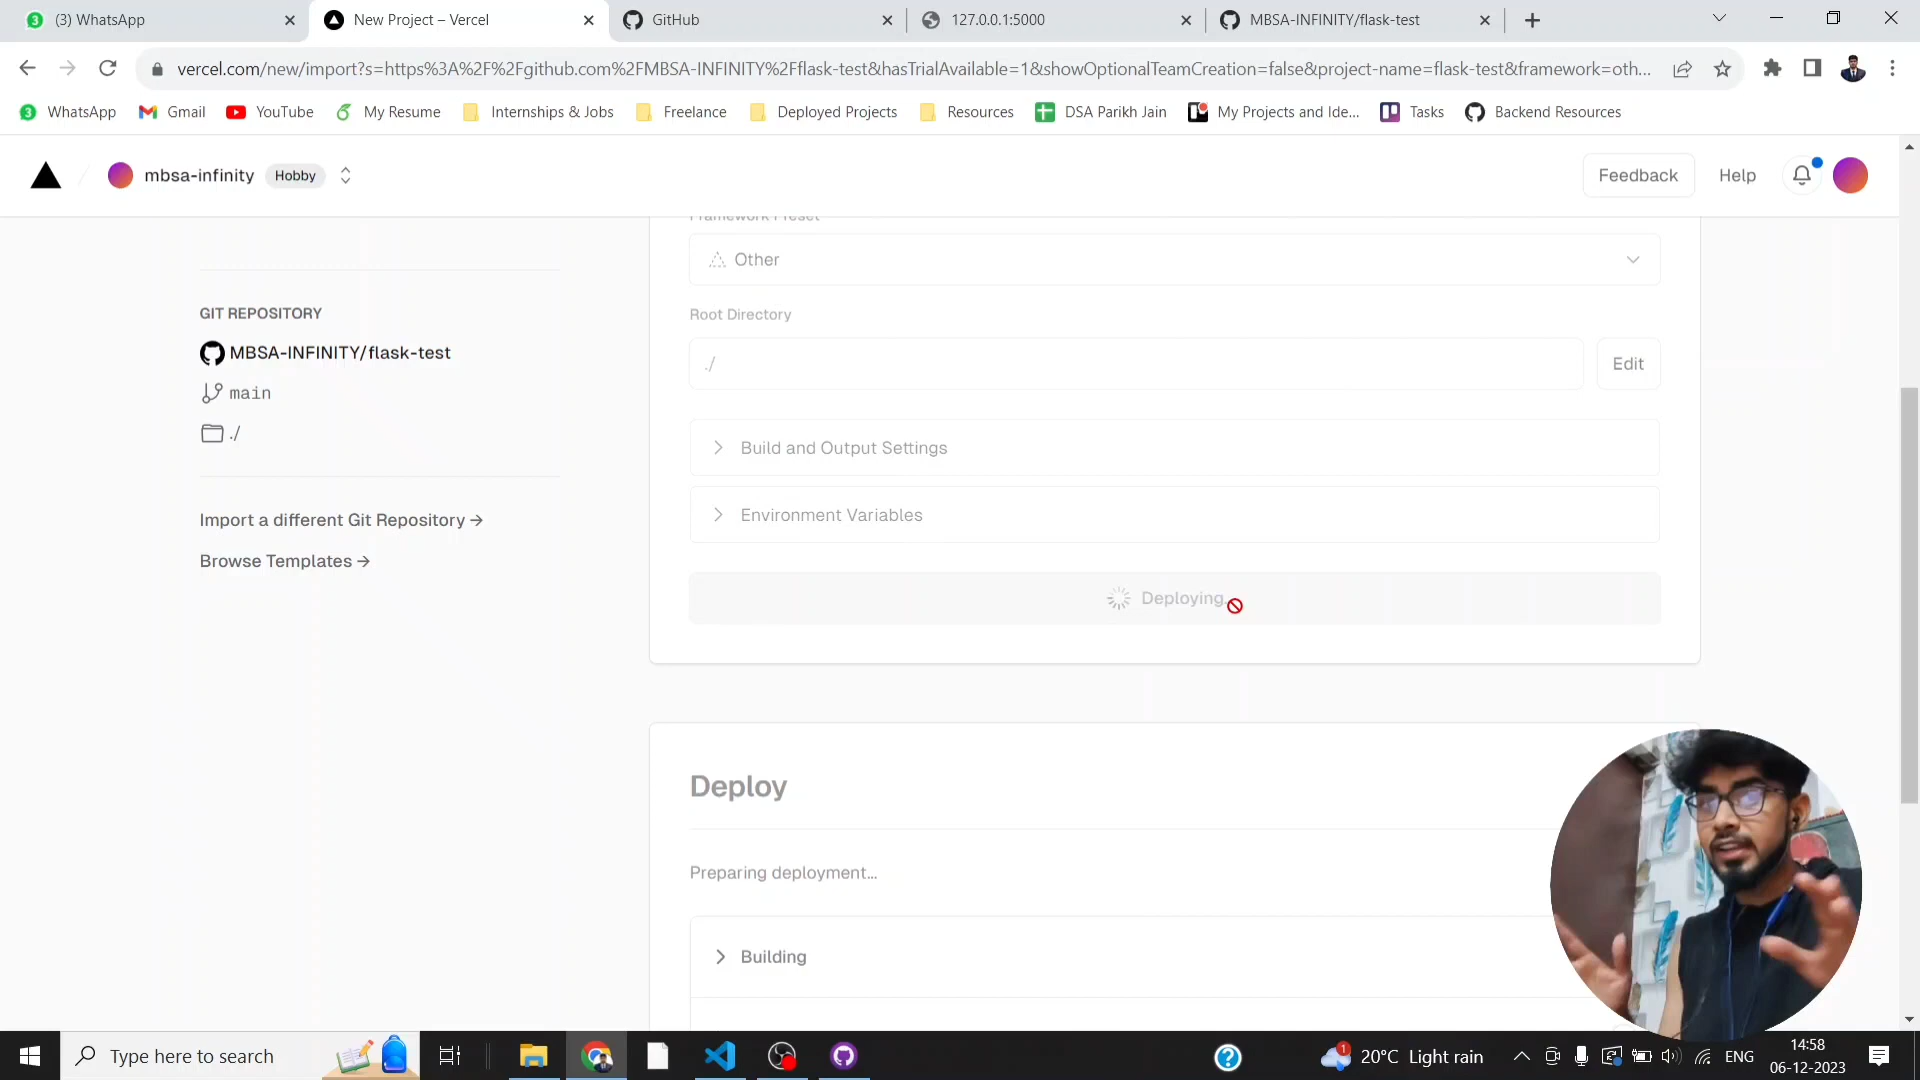 3 (3) WhatsApp
New Project – Vercel
GitHub
127.0.0.1:5000
MBSA-INFINITY/flask-test
vercel.com/new/import?s=https%3A%2F%2Fgithub.com%2FMBSA-INFINITY%2Fflask-test&hasTrialAvailable=1&showOptionalTeamCreation=false&project-name=flask-test&framework=oth...
3 WhatsApp
Gmail
YouTube
My Resume
Internships & Jobs
Freelance
Deployed Projects
Resources
DSA Parikh Jain
My Projects and Ide...
Tasks
Backend Resources
mbsa-infinity Hobby
Feedback
Help
Framework Preset
Other
GIT REPOSITORY
Root Directory
MBSA-INFINITY/flask-test
./
Edit
main
./
Build and Output Settings
Import a different Git Repository →
Environment Variables
Browse Templates →
Deploying
Deploy
Preparing deployment...
Building
Type here to search
1
20°C Light rain
ENG
14:58
06-12-2023